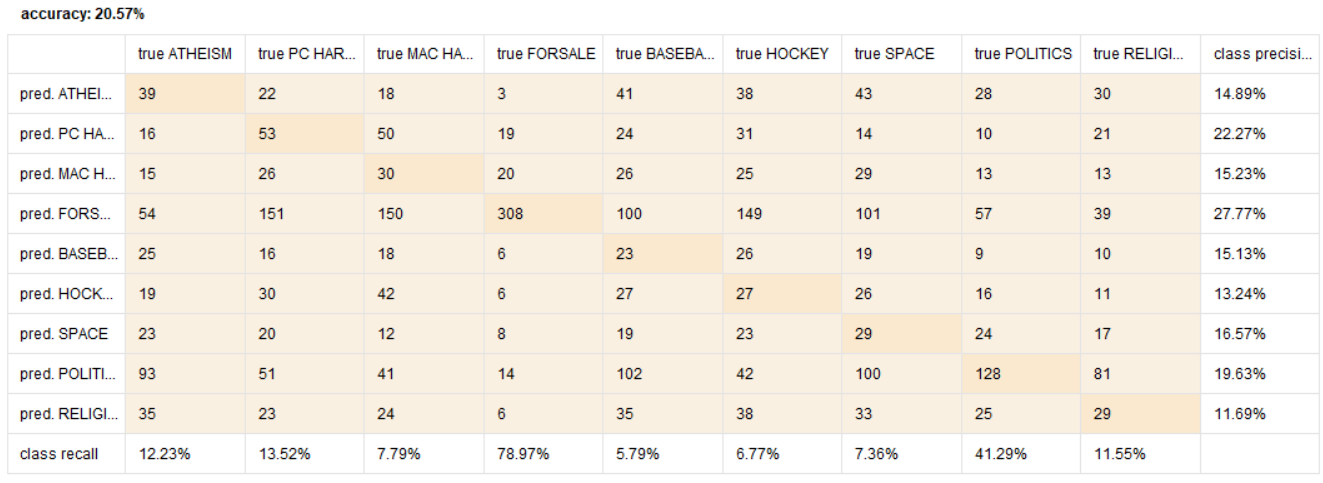 accuracy: 20.57%
true ATHEISM true PC HAR... true MAC HA... true FORSALE true BASEBA... true HOCKEY true SPACE true POLITICS true RELIGI... class precisi...
pred. ATHEI... 39 22 18 3 41 38 43 28 30 14.89%
pred. PC HA... 16 53 50 19 24 31 14 10 21 22.27%
pred. MAC H... 15 26 30 20 26 25 29 13 13 15.23%
pred. FORS... 54 151 150 308 100 149 101 57 39 27.77%
pred. BASEB... 25 16 18 6 23 26 19 9 10 15.13%
pred. HOCK... 19 30 42 6 27 27 26 16 11 13.24%
pred. SPACE 23 20 12 8 19 23 29 24 17 16.57%
pred. POLITI... 93 51 41 14 102 42 100 128 81 19.63%
pred. RELIGI... 35 23 24 6 35 38 33 25 29 11.69%
class recall 12.23% 13.52% 7.79% 78.97% 5.79% 6.77% 7.36% 41.29% 11.55%